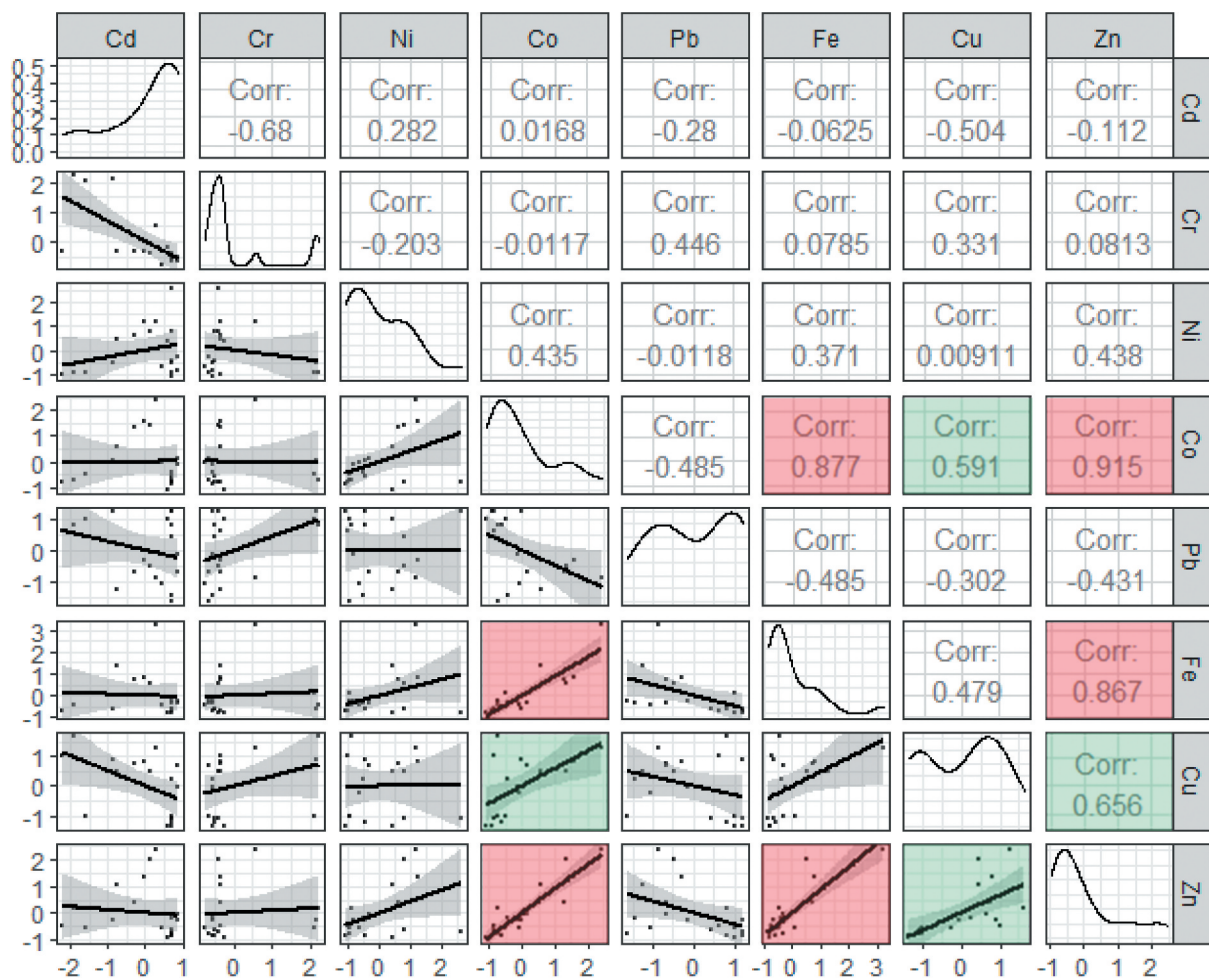 Cd Cr Ni Co Pb Fe Cu Zn
0.5
0.4
0.3
0.2
0.1
0.0
Corr: Corr: Corr: Corr: Corr: Corr: Corr:
-0.68 0.282 0.0168 -0.28 -0.0625 -0.504 -0.112
Cd
2
1
0
Corr: Corr: Corr: Corr: Corr: Corr:
-0.203 -0.0117 0.446 0.0785 0.331 0.0813
Cr
2
1
0
-1
Corr: Corr: Corr: Corr: Corr:
0.435 -0.0118 0.371 0.00911 0.438
Ni
2
1
0
-1
Corr: Corr: Corr: Corr:
-0.485 0.877 0.591 0.915
Co
1
0
-1
Corr: Corr: Corr:
-0.485 -0.302 -0.431
Pb
3
2
1
0
-1
Corr: Corr:
0.479 0.867
Fe
1
0
-1
Corr:
0.656
Cu
2
1
0
-1
Zn
-2 -1 0 1 0 1 2 -1 0 1 2 -1 0 1 2 -1 0 1 0 1 2 3 -1 0 1 -1 0 1 2